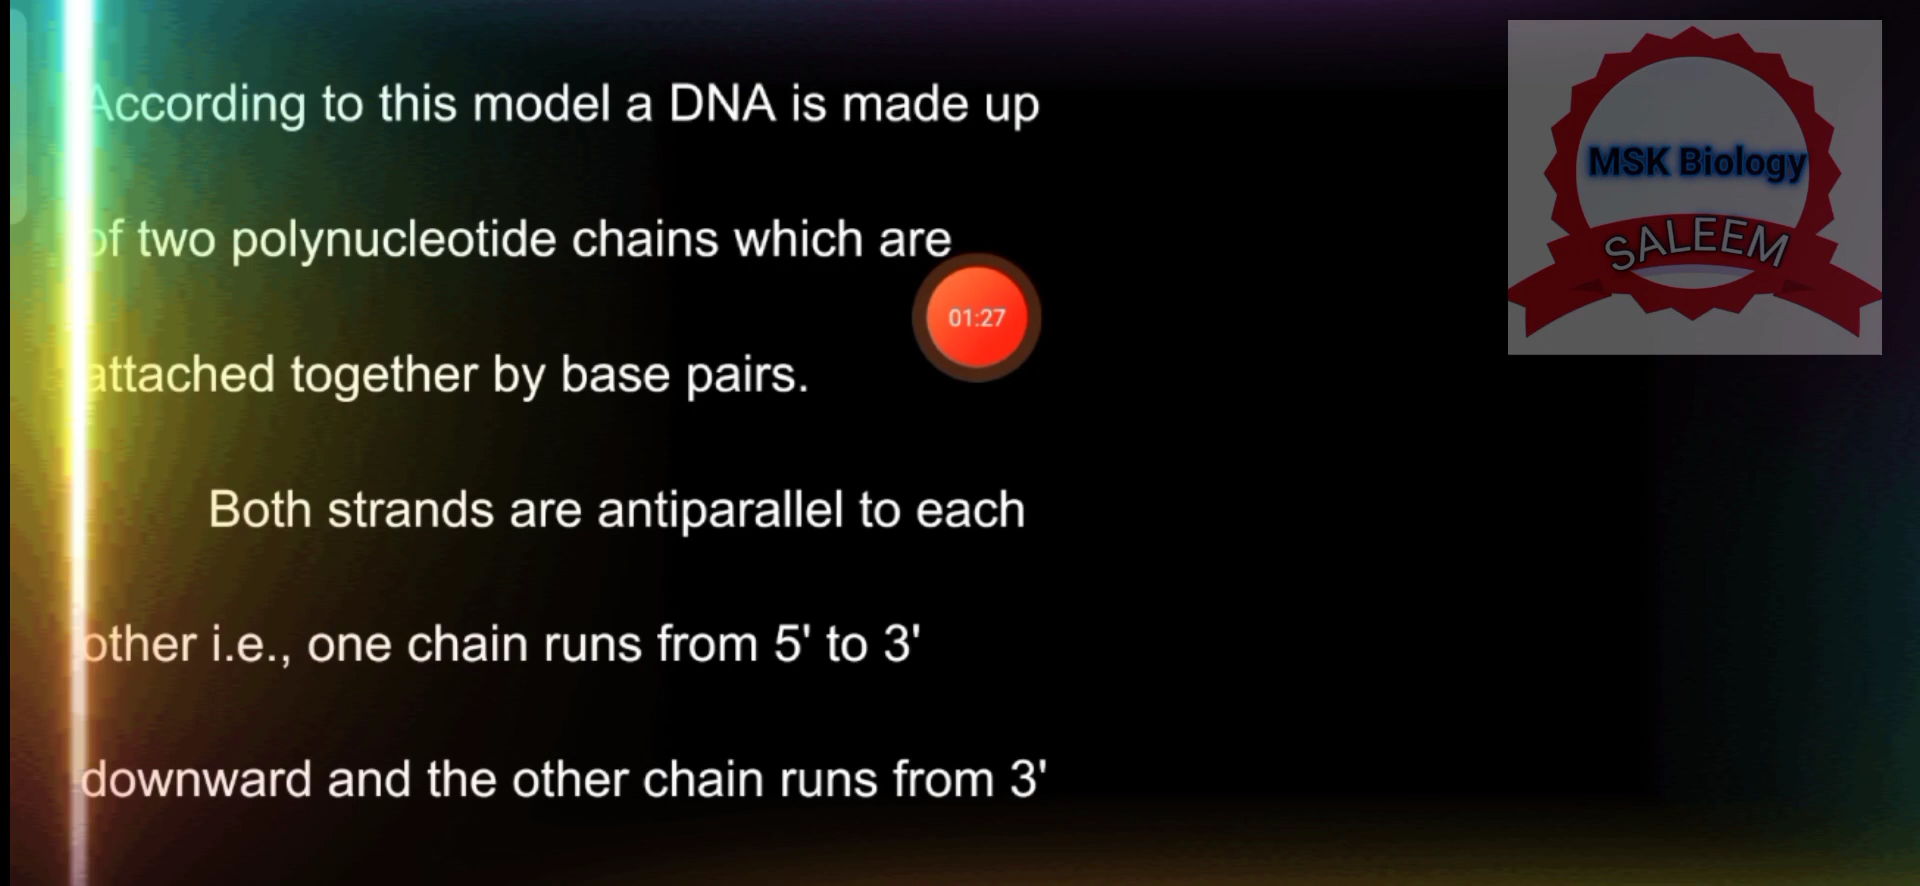 According to this model a DNA is made up
of two polynucleotide chains which are
attached together by base pairs.
Both strands are antiparallel to each
other i.e., one chain runs from 5' to 3'
downward and the other chain runs from 3'
01:27
MSK Biology
SALEEM